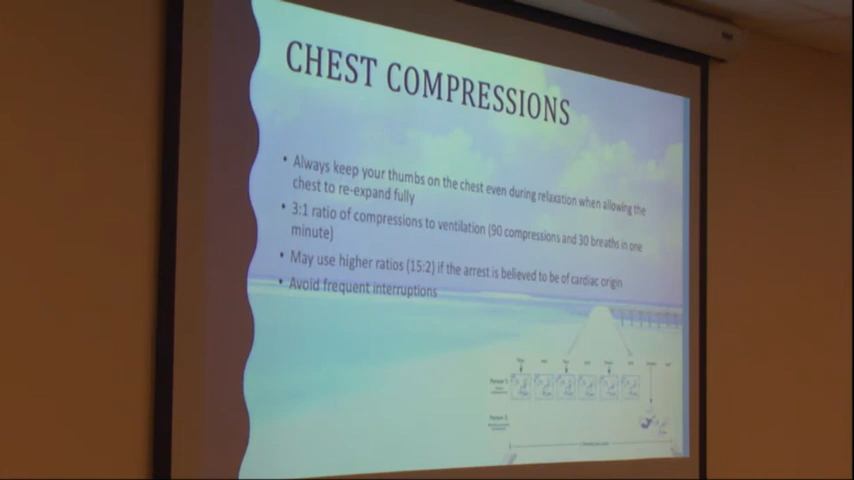 CHEST COMPRESSIONS
• Always keep your thumbs on the chest even during relaxation when allowing the
chest to re-expand fully
• 3:1 ratio of compressions to ventilation (90 compressions and 30 breaths in one
minute)
• May use higher ratios (15:2) if the arrest is believed to be of cardiac origin
• Avoid frequent interruptions